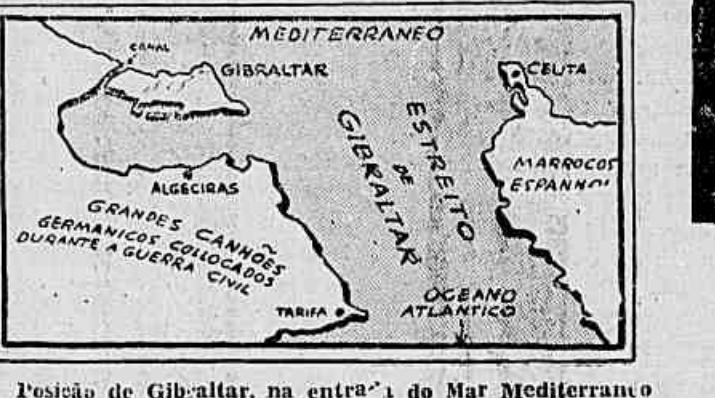 MEDITERRANEO
CANAL
GIBRALTAR
CEUTA
ESTREITO
DE
GIBRALTAR
MARROCOS
ESPANHOL
ALGECIRAS
GRANDES CANHÕES
GERMANICOS COLLOCADOS
DURANTE A GUERRA CIVIL
TARIFA
OCEANO
ATLANTICO
Posição de Gibraltar, na entrada do Mar Mediterraneo